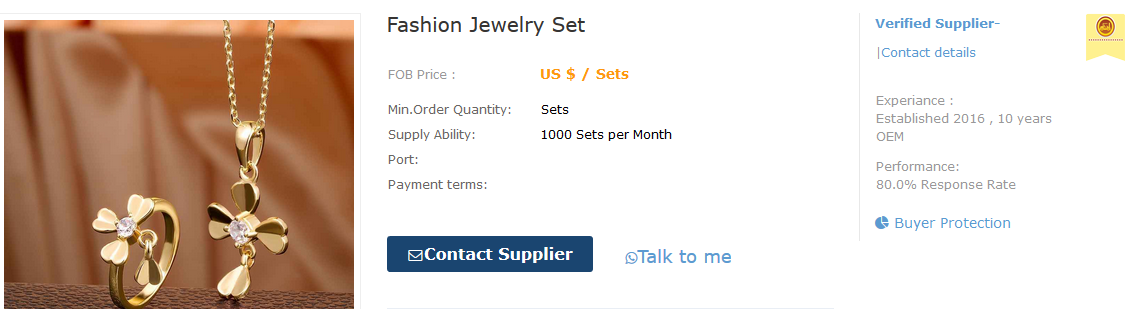 Fashion Jewelry Set
FOB Price :
US $ / Sets
Min.Order Quantity:
Sets
Supply Ability:
1000 Sets per Month
Port:
Payment terms:
Contact Supplier
Talk to me
Verified Supplier-
|Contact details
Experiance :
Established 2016 , 10 years
OEM
Performance:
80.0% Response Rate
Buyer Protection